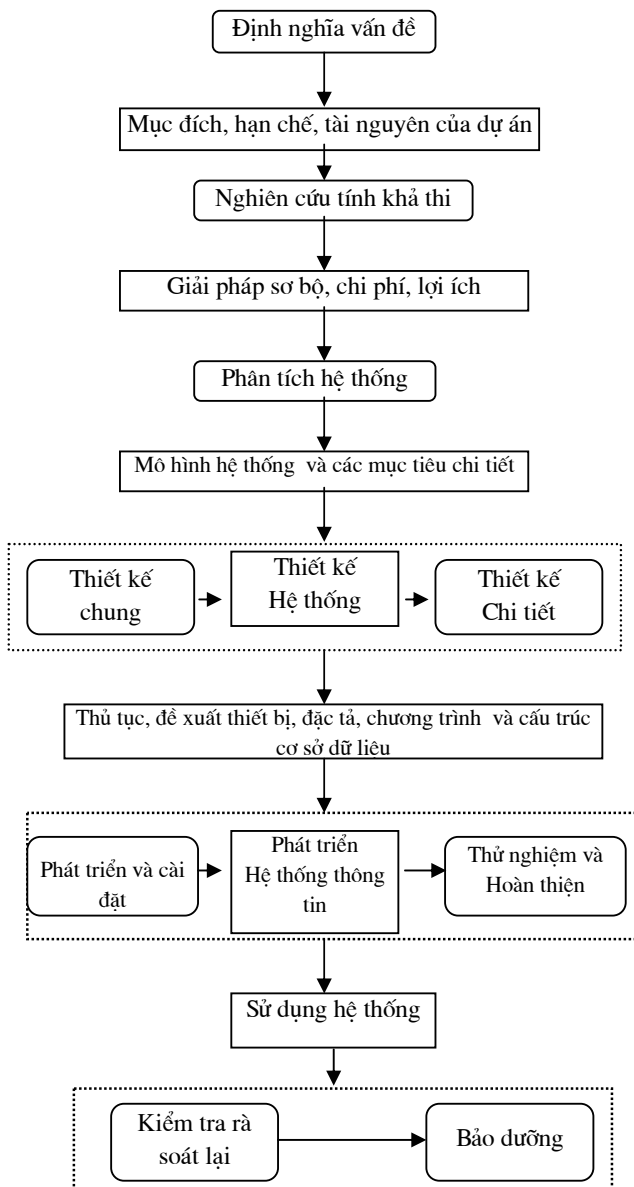 Định nghĩa vấn đề
Mục đích, hạn chế, tài nguyên của dự án
Nghiên cứu tính khả thi
Giải pháp sơ bộ, chi phí, lợi ích
Phân tích hệ thống
Mô hình hệ thống và các mục tiêu chi tiết
Thiết kế
chung
Thiết kế
Hệ thống
Thiết kế
Chi tiết
Thủ tục, đề xuất thiết bị, đặc tả, chương trình và cấu trúc
cơ sở dữ liệu
Phát triển và cài
đặt
Phát triển
Hệ thống thông
tin
Thử nghiệm và
Hoàn thiện
Sử dụng hệ thống
Kiểm tra rà
soát lại
Bảo dưỡng